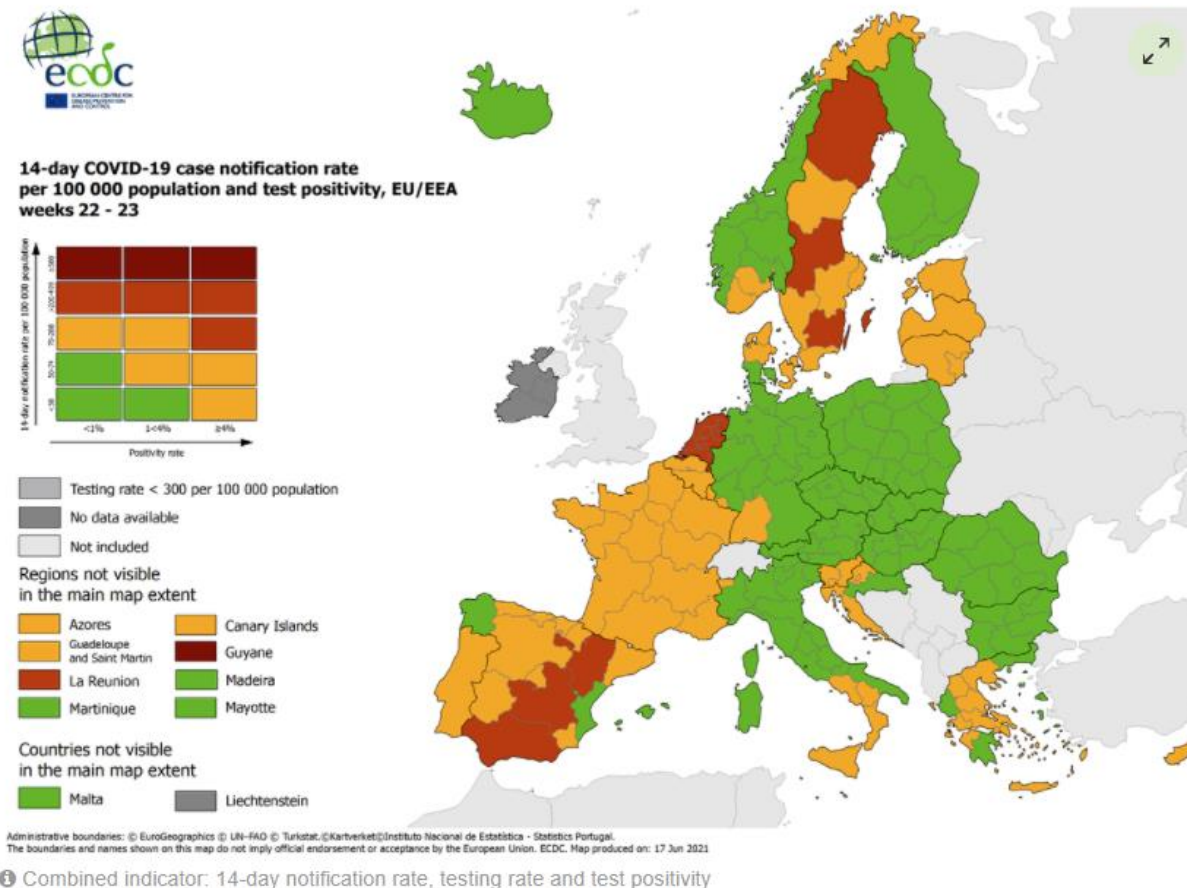 ecdc
EUROPEAN CENTRE FOR
DISEASE PREVENTION
AND CONTROL
14-day COVID-19 case notification rate
per 100 000 population and test positivity, EU/EEA
weeks 22 - 23
14-day notification rate per 100 000 population
<1%
1<4%
≥4%
Positivity rate
Testing rate < 300 per 100 000 population
No data available
Not included
Regions not visible
in the main map extent
Azores
Canary Islands
Guadeloupe
and Saint Martin
Guyane
La Reunion
Madeira
Martinique
Mayotte
Countries not visible
in the main map extent
Malta
Liechtenstein
Administrative boundaries: © EuroGeographics © UN-FAO © Turkstat.©Kartverket©Instituto Nacional de Estatística - Statistics Portugal.
The boundaries and names shown on this map do not imply official endorsement or acceptance by the European Union. ECDC. Map produced on: 17 Jun 2021
Combined indicator: 14-day notification rate, testing rate and test positivity